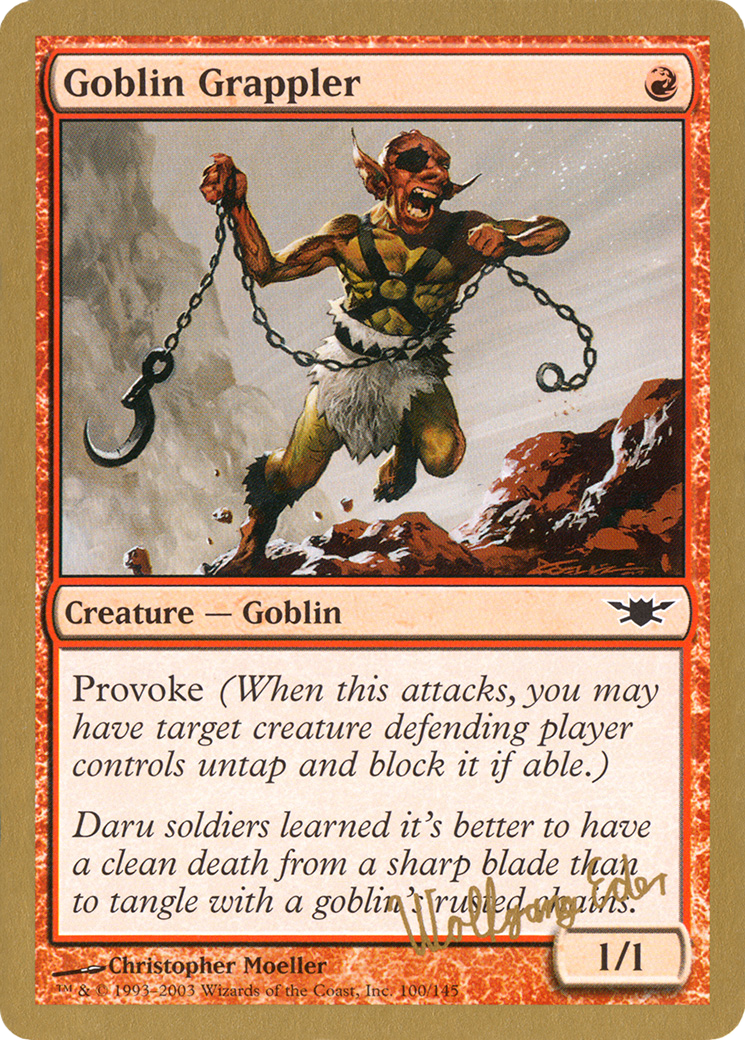 Goblin Grappler
Creature — Goblin
Provoke (When this attacks, you may
have target creature defending player
controls untap and block it if able.)
Daru soldiers learned it's better to have
a clean death from a sharp blade than
to tangle with a goblin's rusted chains.
Wolfgang Eder
1/1
Christopher Moeller
™ & © 1993–2003 Wizards of the Coast, Inc. 100/145